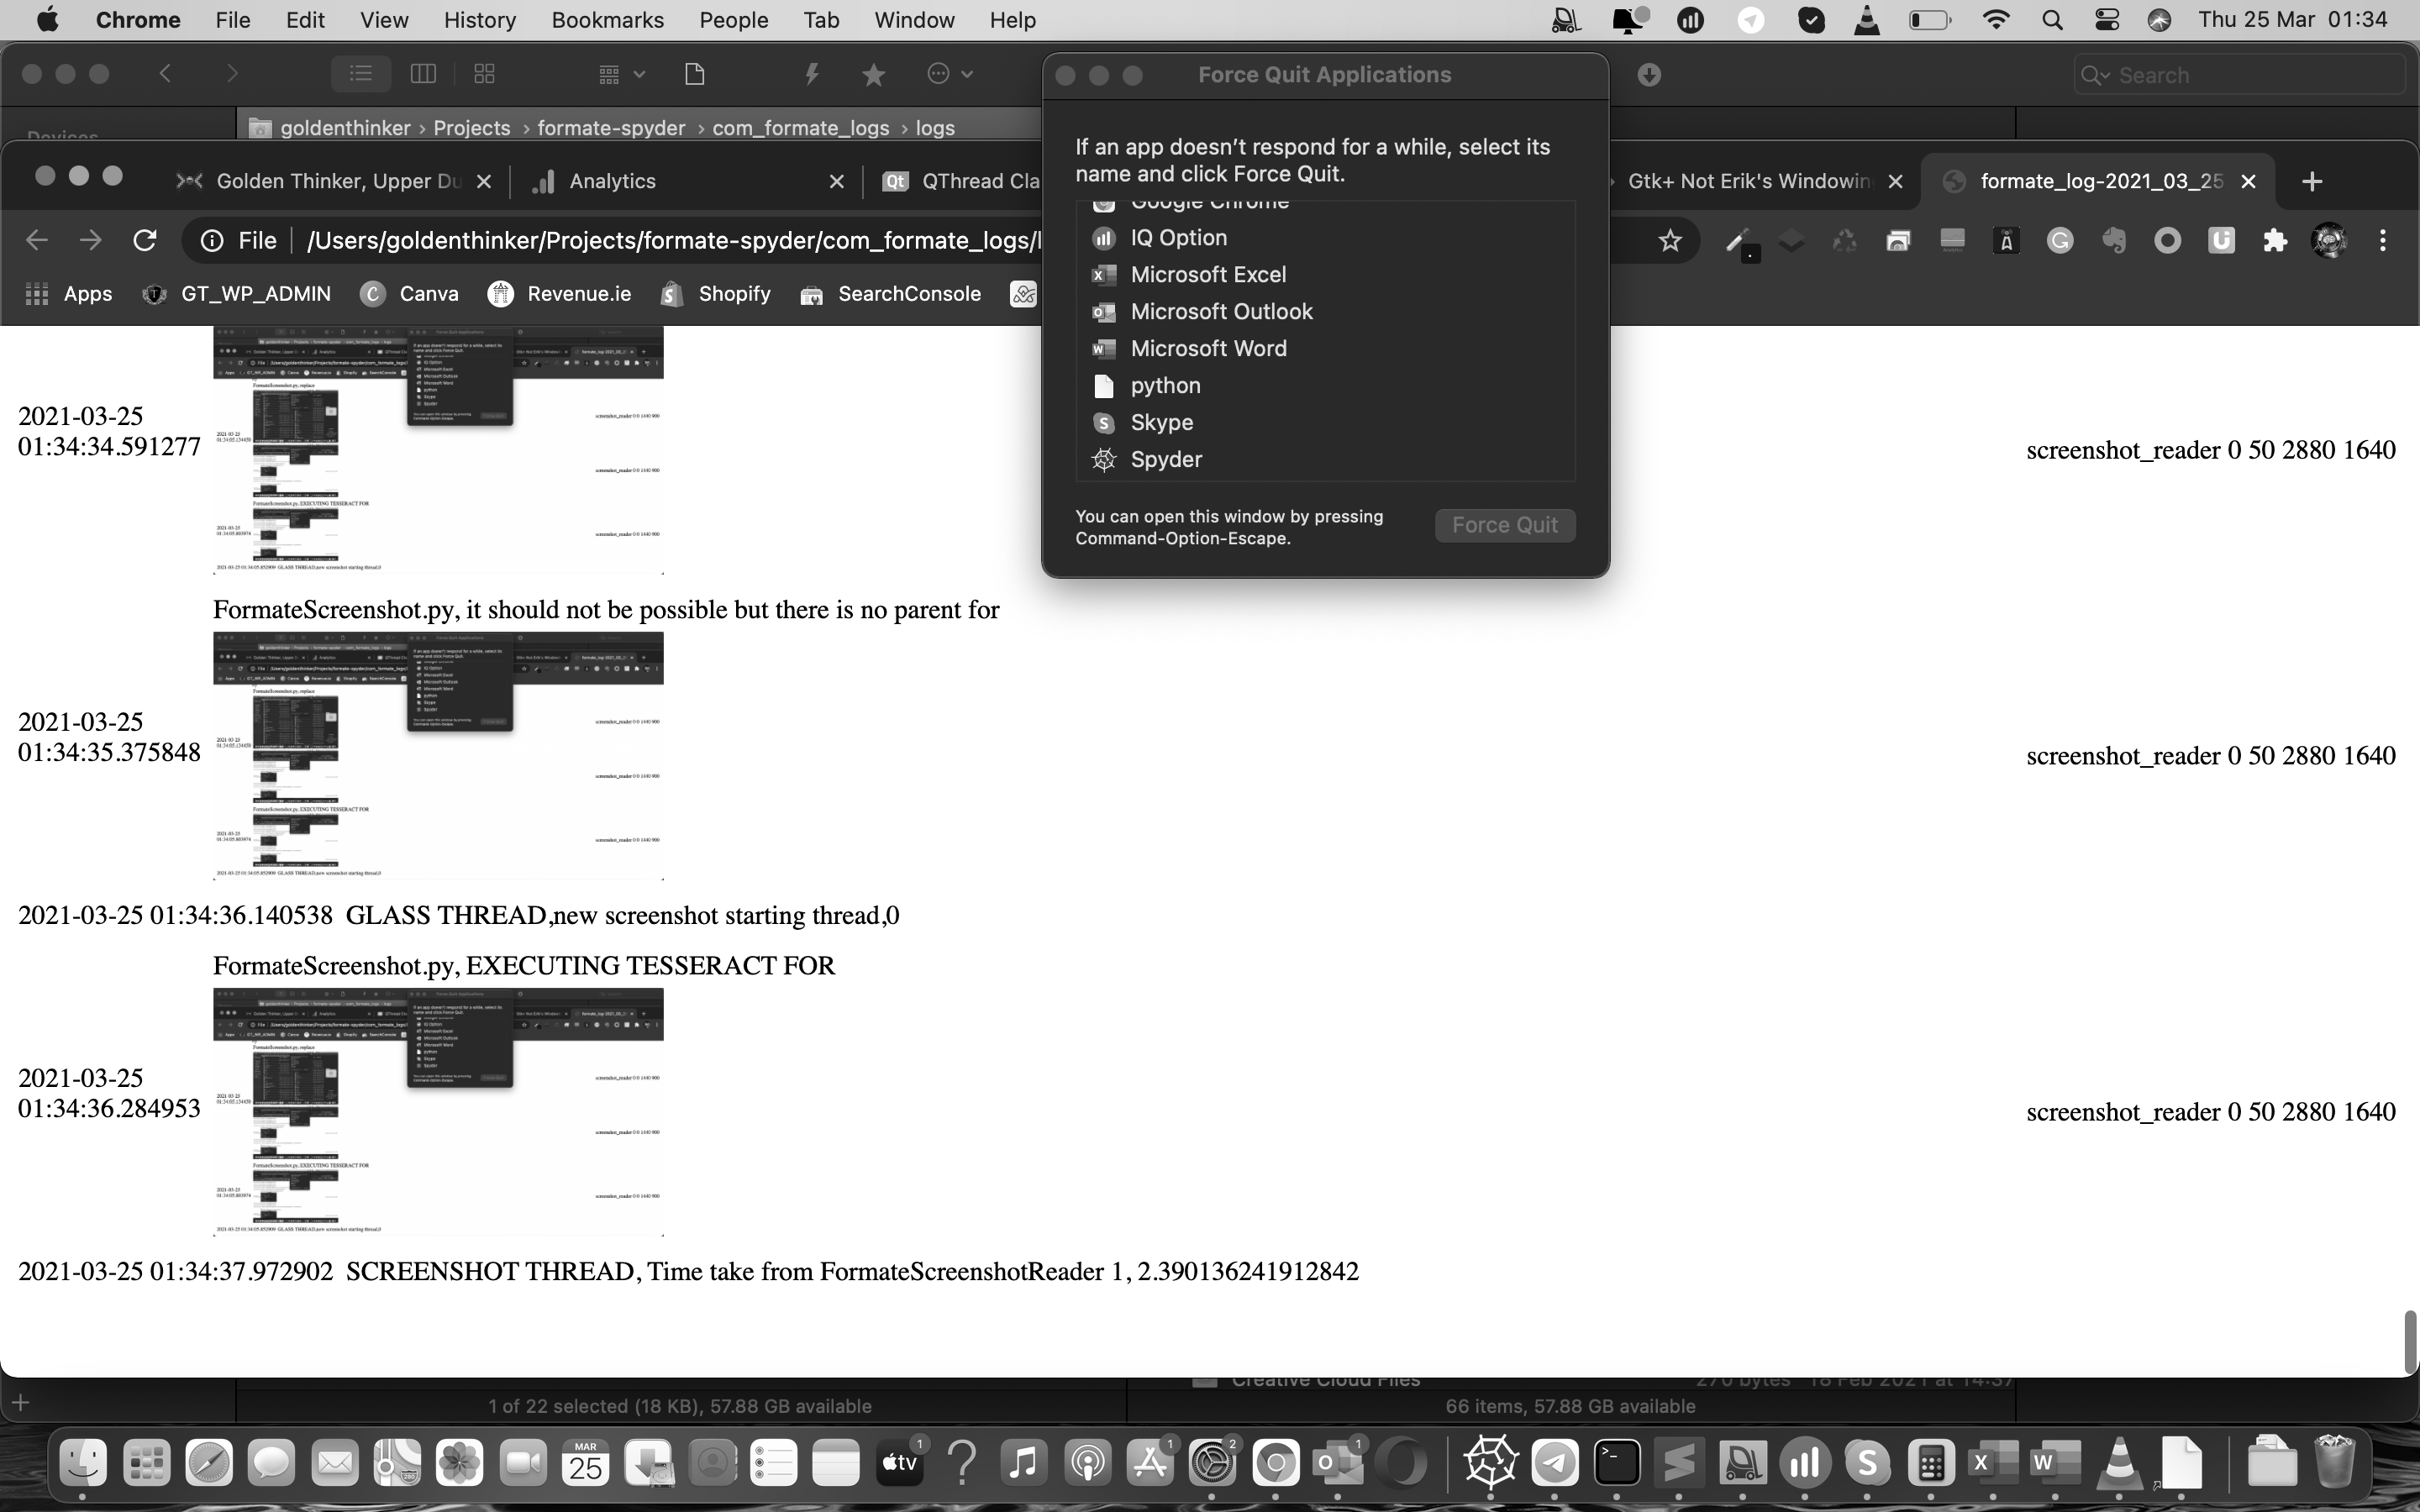 Chrome File Edit View History Bookmarks People Tab Window Help Thu 25 Mar 01:34
Search
Devices
goldenthinker › Projects › formate-spyder › com_formate_logs › logs
Golden Thinker, Upper Du
Analytics
QThread Cla
Gtk+ Not Erik's Windowin
formate_log-2021_03_25
File /Users/goldenthinker/Projects/formate-spyder/com_formate_logs/l
Apps GT_WP_ADMIN Canva Revenue.ie Shopify SearchConsole
Force Quit Applications
If an app doesn't respond for a while, select its
name and click Force Quit.
Google Chrome
IQ Option
Microsoft Excel
Microsoft Outlook
Microsoft Word
python
Skype
Spyder
You can open this window by pressing
Command-Option-Escape.
Force Quit
2021-03-25
01:34:34.591277
screenshot_reader 0 50 2880 1640
FormateScreenshot.py, it should not be possible but there is no parent for
2021-03-25
01:34:35.375848
screenshot_reader 0 50 2880 1640
2021-03-25 01:34:36.140538 GLASS THREAD,new screenshot starting thread,0
FormateScreenshot.py, EXECUTING TESSERACT FOR
2021-03-25
01:34:36.284953
screenshot_reader 0 50 2880 1640
2021-03-25 01:34:37.972902 SCREENSHOT THREAD, Time take from FormateScreenshotReader 1, 2.390136241912842
Creative Cloud Files 270 bytes 18 Feb 2021 at 14:37
1 of 22 selected (18 KB), 57.88 GB available
66 items, 57.88 GB available
MAR
25
tv
1
1
2
1